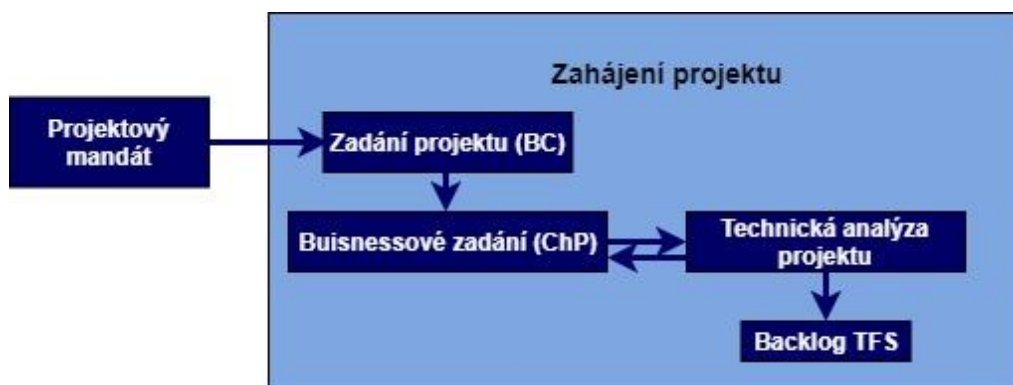 Zahájení projektu
Projektový
mandát
Zadání projektu (BC)
Buisnessové zadání (ChP)
Technická analýza
projektu
Backlog TFS